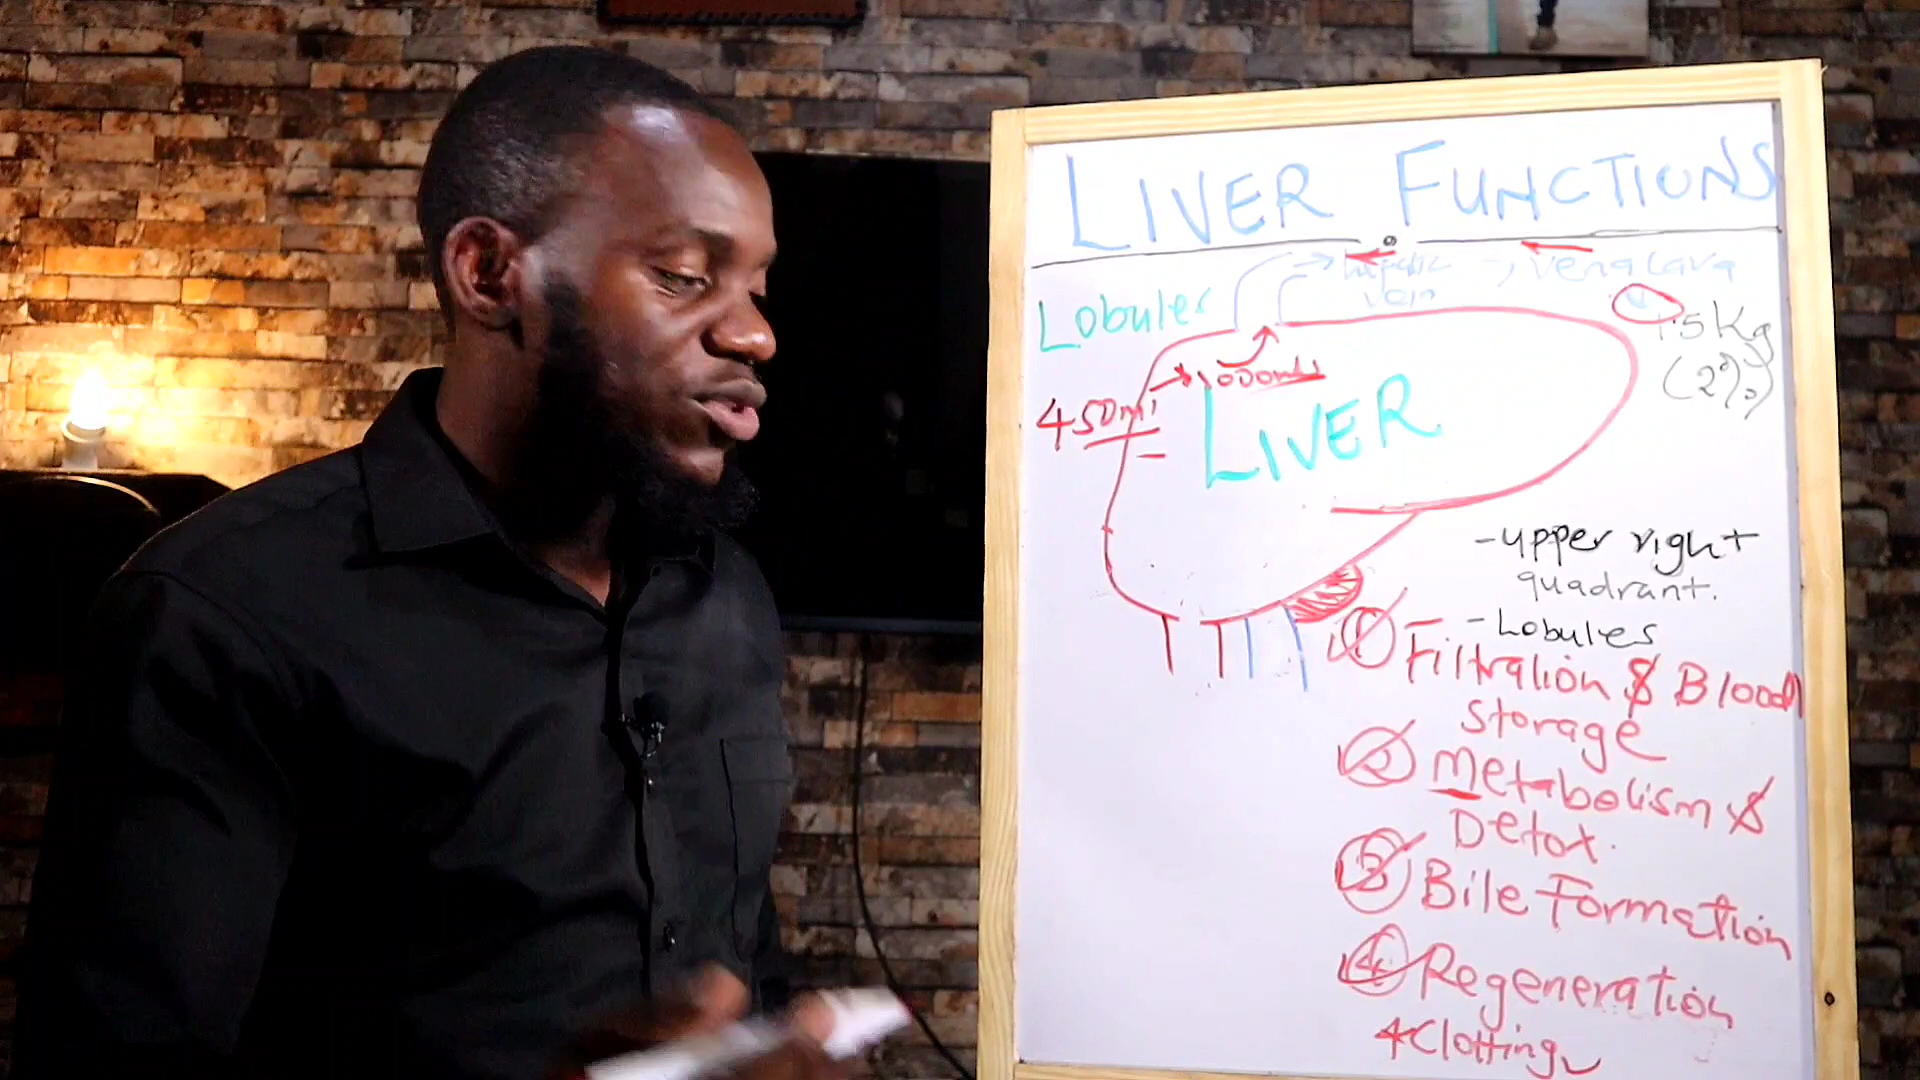 LIVER FUNCTIONS
hepatic → vena cava
vein
Lobules
1.5Kg
(2%)
1000mls
450ml
LIVER
-upper right
quadrant.
-Lobules
1 Filtration & Blood
Storage
2 Metabolism &
Detox.
3 Bile Formation
4 Regeneration
+Clotting